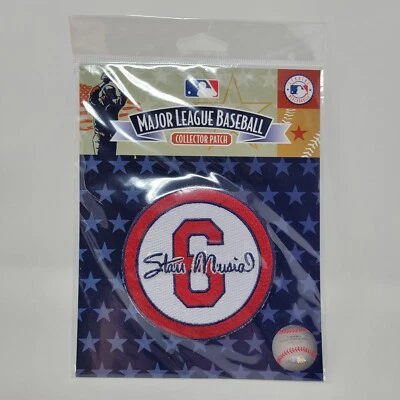 MAJOR LEAGUE BASEBALL
COLLECTOR PATCH
6
Stan Musial